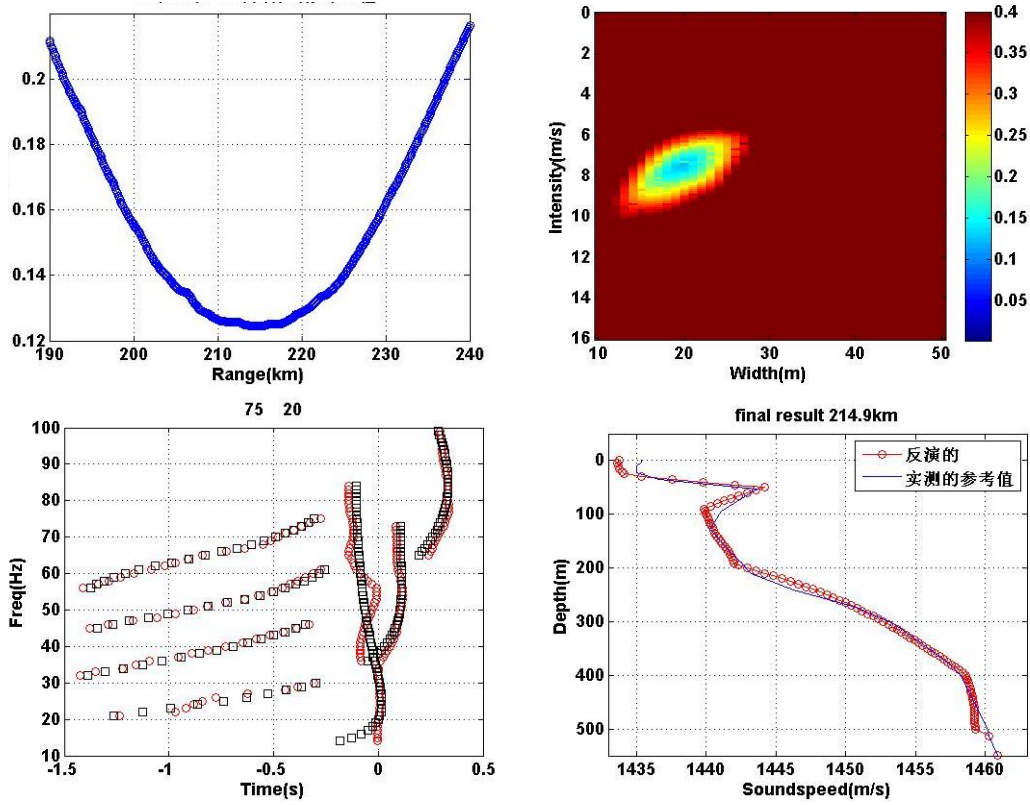 0.2
0.18
0.16
0.14
0.12
190 200 210 220 230 240
Range(km)
0
2
4
6
8
10
12
14
16
Intensity(m/s)
10 20 30 40 50
Width(m)
0.4
0.35
0.3
0.25
0.2
0.15
0.1
0.05
75 20
100
90
80
70
60
50
40
30
20
10
Freq(Hz)
-1.5 -1 -0.5 0 0.5
Time(s)
final result 214.9km
反演的
实测的参考值
0
100
200
300
400
500
Depth(m)
1435 1440 1445 1450 1455 1460
Soundspeed(m/s)